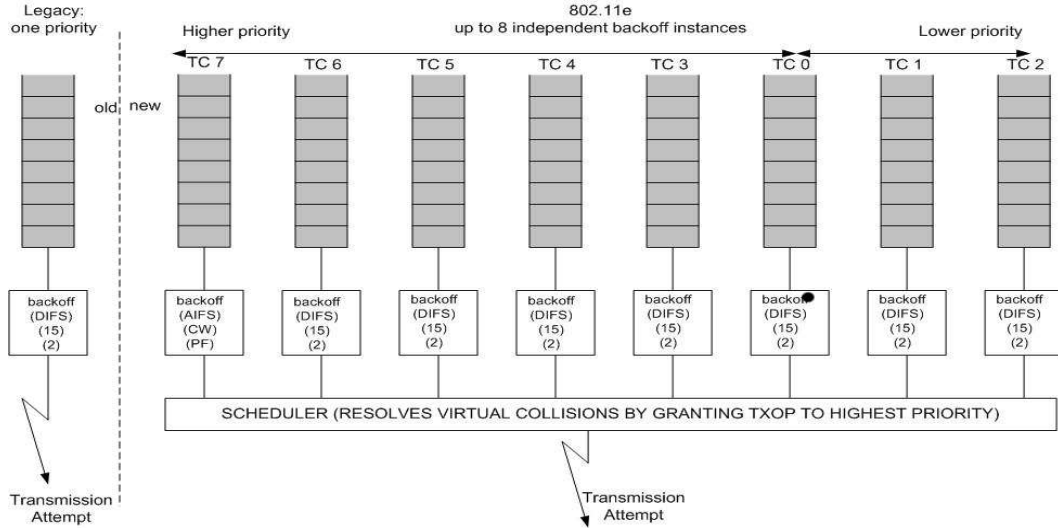 Legacy:
one priority
802.11e
up to 8 independent backoff instances
Higher priority
Lower priority
TC 7
TC 6
TC 5
TC 4
TC 3
TC 0
TC 1
TC 2
old
new
backoff
(DIFS)
(15)
(2)
backoff
(AIFS)
(CW)
(PF)
backoff
(DIFS)
(15)
(2)
backoff
(DIFS)
(15)
(2)
backoff
(DIFS)
(15)
(2)
backoff
(DIFS)
(15)
(2)
backoff
(DIFS)
(15)
(2)
backoff
(DIFS)
(15)
(2)
backoff
(DIFS)
(15)
(2)
SCHEDULER (RESOLVES VIRTUAL COLLISIONS BY GRANTING TXOP TO HIGHEST PRIORITY)
Transmission
Attempt
Transmission
Attempt